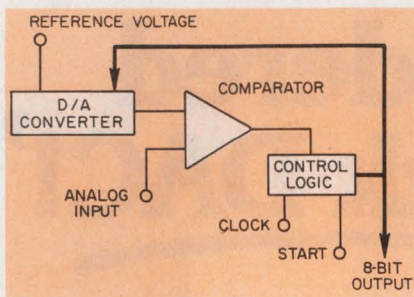 REFERENCE VOLTAGE
D/A
CONVERTER
COMPARATOR
ANALOG
INPUT
CONTROL
LOGIC
CLOCK
START
8-BIT
OUTPUT